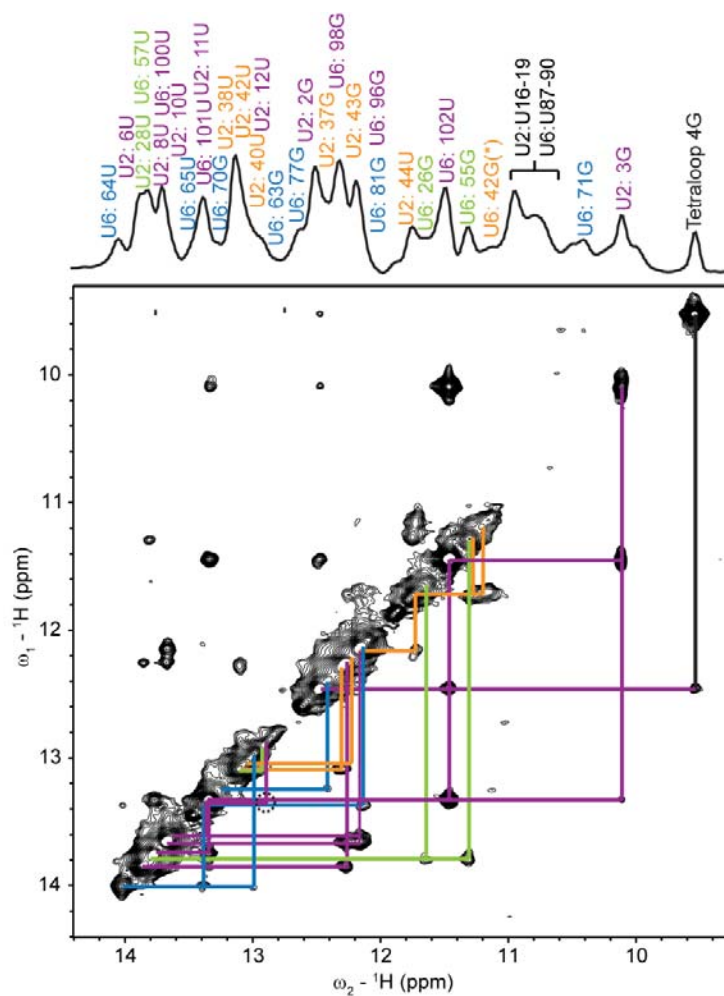 U6: 64U
U2: 6U
U2: 28U U6: 57U
U2: 8U U6: 100U
U2: 10U
U6: 65U
U6: 101U U2: 11U
U6: 70G
U2: 38U
U2: 42U
U2: 40U
U2: 12U
U6: 63G
U6: 77G
U2: 2G
U2: 37G
U6: 98G
U2: 43G
U6: 81G
U6: 96G
U2: 44U
U6: 26G
U6: 102U
U6: 55G
U6: 42G(*)
U2:U16-19
U6:U87-90
U6: 71G
U2: 3G
Tetraloop 4G
10
11
12
13
14
ω1 - 1H (ppm)
14 13 12 11 10
ω2 - 1H (ppm)